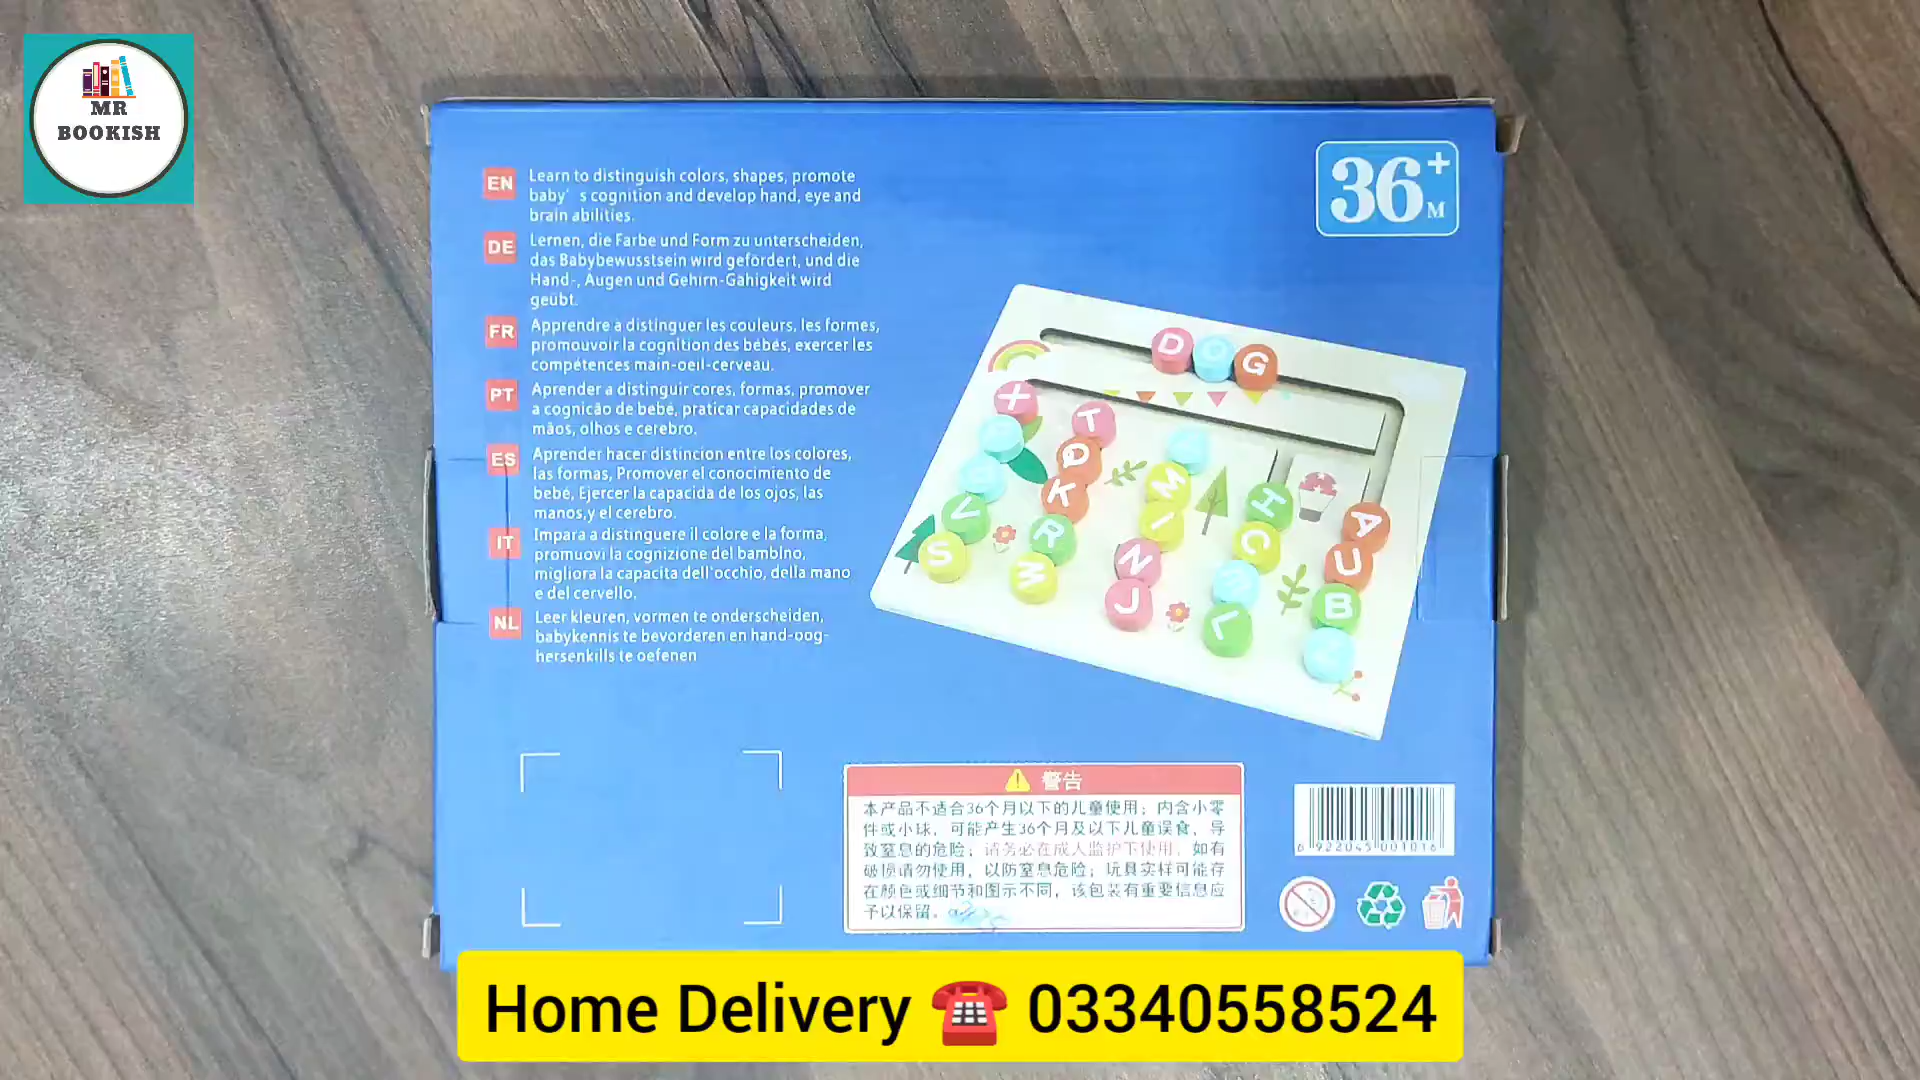 MR
BOOKISH
36+
M
EN
Learn to distinguish colors, shapes, promote
baby's cognition and develop hand, eye and
brain abilities.
DE
Lernen, die Farbe und Form zu unterscheiden,
das Babybewusstsein wird gefördert, und die
Hand-, Augen und Gehirn-Gähigkeit wird
geübt.
FR
Apprendre à distinguer les couleurs, les formes,
promouvoir la cognition des bébés, exercer les
compétences main-oeil-cerveau.
PT
Aprender a distinguir cores, formas, promover
a cognicão de bebé, praticar capacidades de
mãos, olhos e cerebro.
ES
Aprender hacer distincion entre los colores,
las formas, Promover el conocimiento de
bebé, Ejercer la capacida de los ojos, las
manos,y el cerebro.
IT
Impara a distinguere il colore e la forma,
promuovi la cognizione del bambino,
migliora la capacita dell'occhio, della mano
e del cervello.
NL
Leer kleuren, vormen te onderscheiden,
babykennis te bevorderen en hand-oog-
hersenkills te oefenen
D O G
X
V
S
T
Q
K
R
W
M
I
N
J
H
C
L
A
U
B
警告
本产品不适合36个月以下的儿童使用；内含小零
件或小球，可能产生36个月及以下儿童误食，导
致窒息的危险；请务必在成人监护下使用，如有
破损请勿使用，以防窒息危险；玩具实样可能存
在颜色或细节和图示不同，该包装有重要信息应
予以保留。
6 922045 001016
Home Delivery ☎️ 03340558524